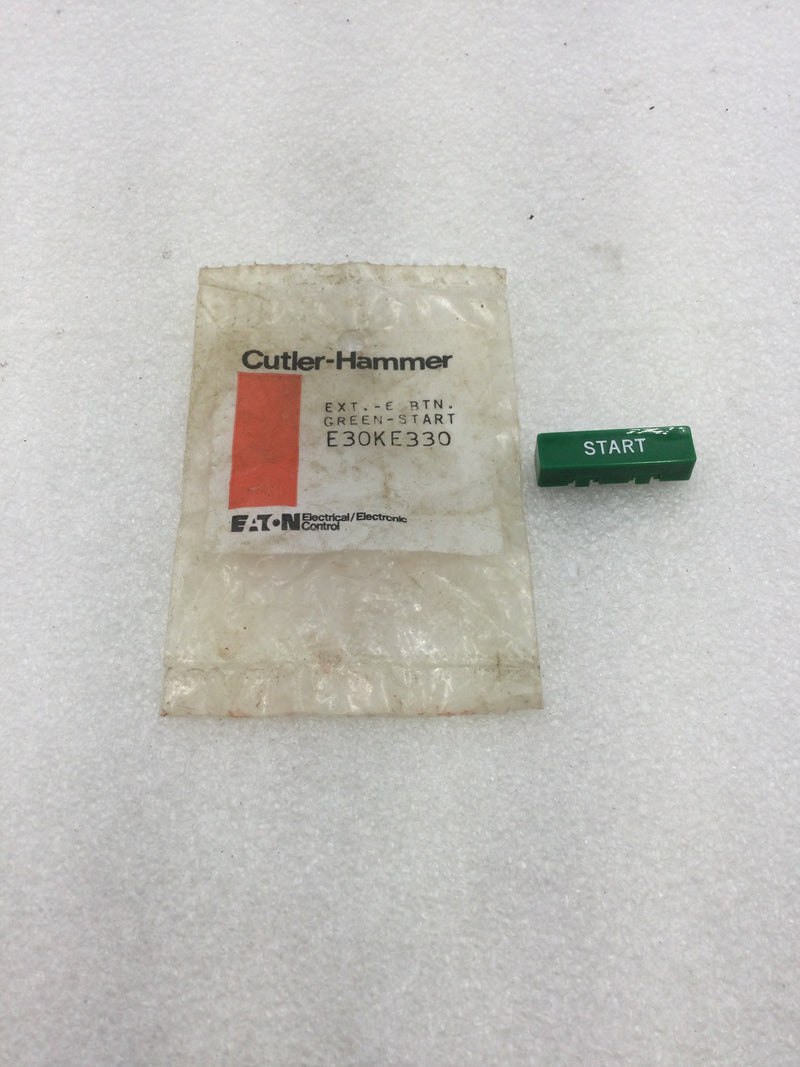 Cutler-Hammer
EXT.-E BTN.
GREEN-START
E30KE330
EATON Electrical/Electronic
Control
START